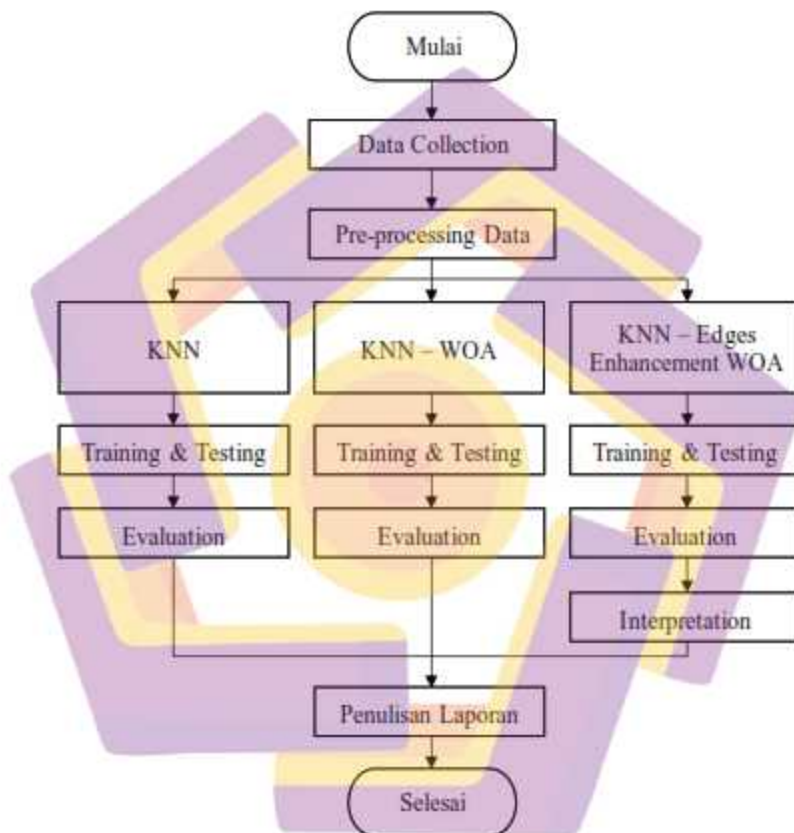 Mulai
Data Collection
Pre-processing Data
KNN
KNN – WOA
KNN – Edges
Enhancement WOA
Training & Testing
Training & Testing
Training & Testing
Evaluation
Evaluation
Evaluation
Interpretation
Penulisan Laporan
Selesai